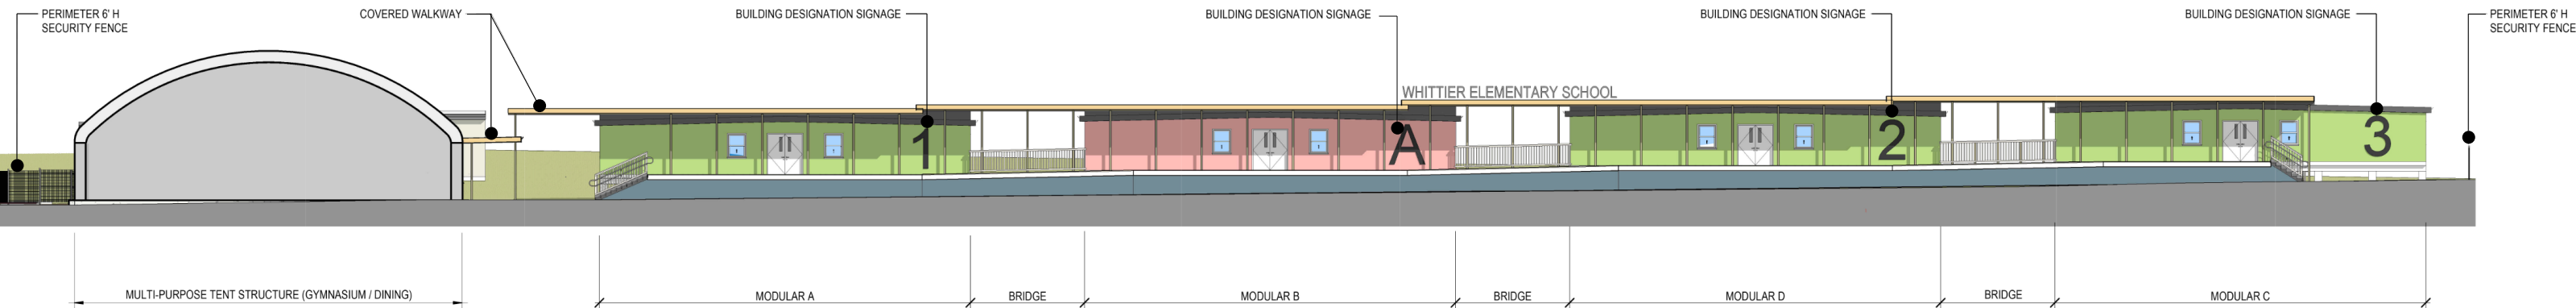 PERIMETER 6' H
SECURITY FENCE
COVERED WALKWAY
BUILDING DESIGNATION SIGNAGE
BUILDING DESIGNATION SIGNAGE
BUILDING DESIGNATION SIGNAGE
BUILDING DESIGNATION SIGNAGE
PERIMETER 6' H
SECURITY FENCE
WHITTIER ELEMENTARY SCHOOL
1
A
2
3
MULTI-PURPOSE TENT STRUCTURE (GYMNASIUM / DINING)
MODULAR A
BRIDGE
MODULAR B
BRIDGE
MODULAR D
BRIDGE
MODULAR C